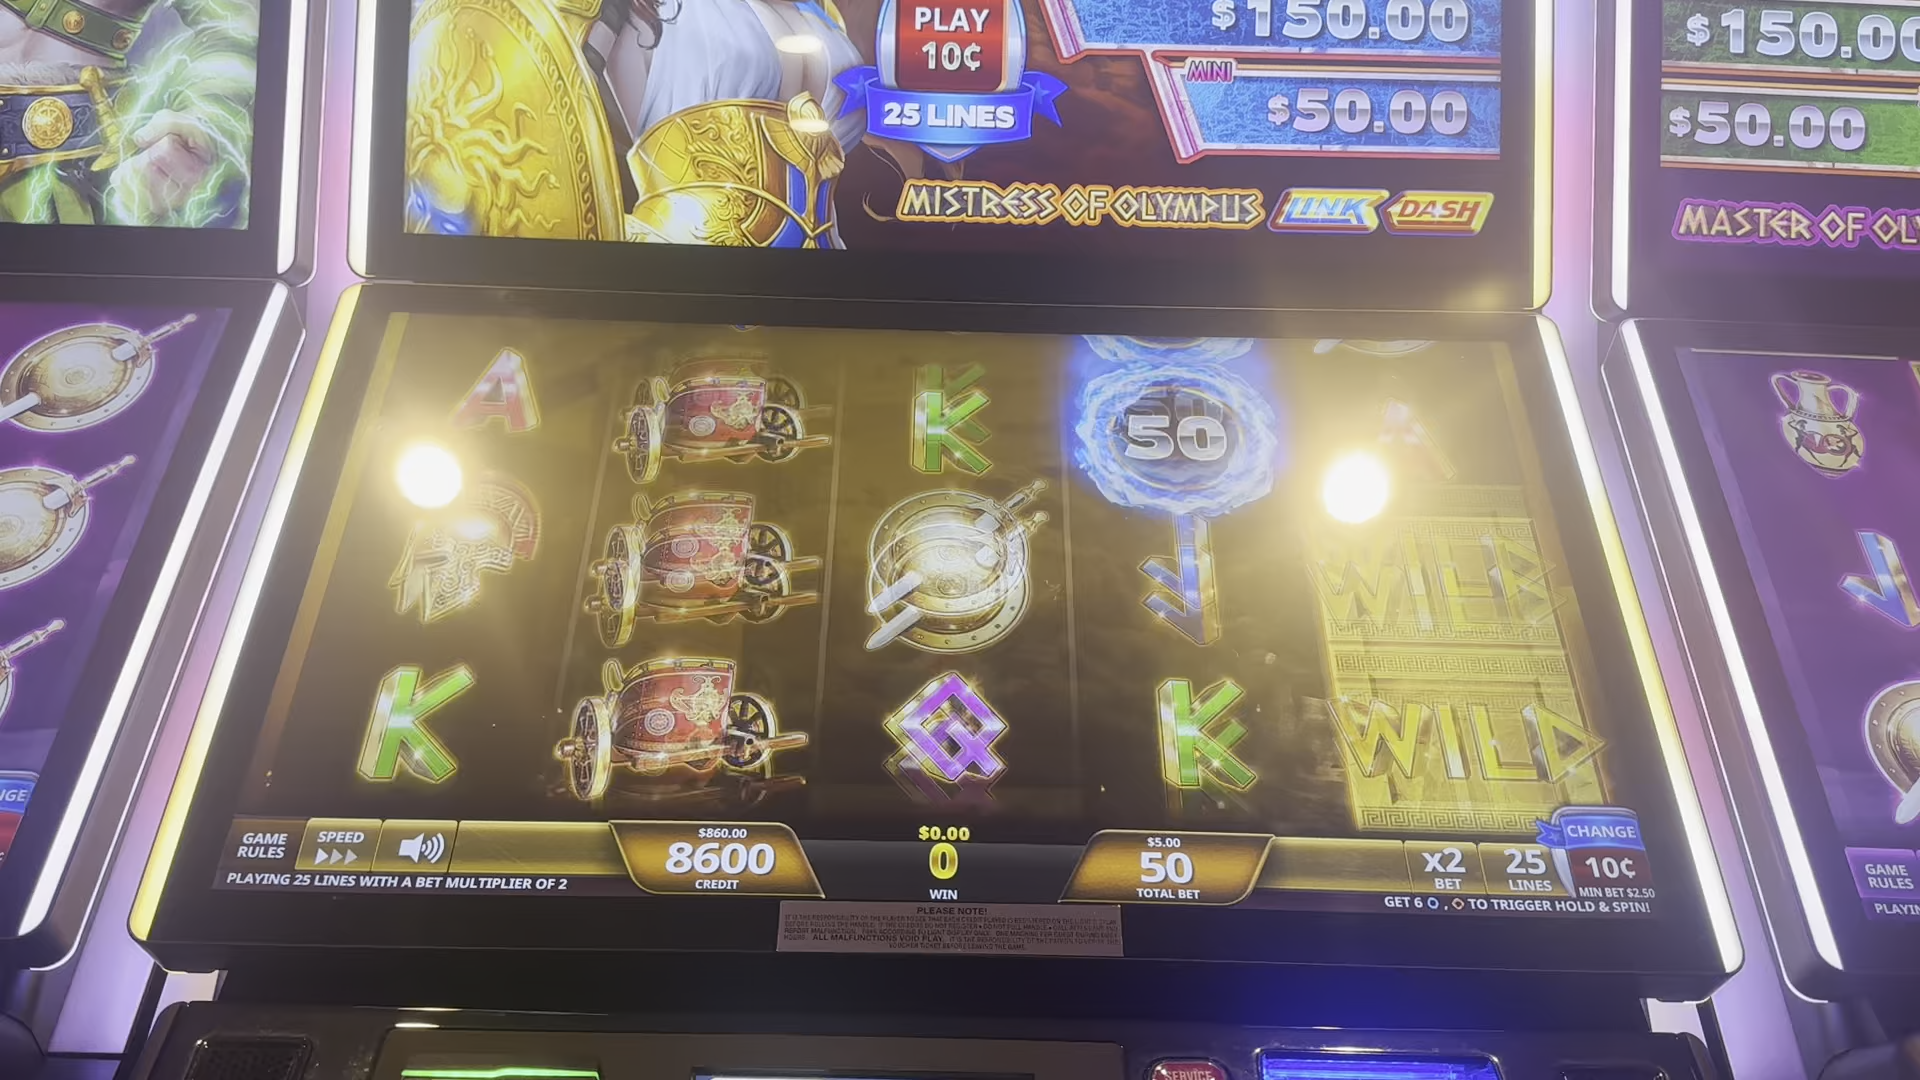 PLAY
10¢
25 LINES
$150.00
MINI
$50.00
MISTRESS OF OLYMPUS LINK DASH
$150.00
$50.00
MASTER OF OL
A
K
50
WILD
K
Q
K
WILD
GAME RULES
SPEED
$860.00
8600
CREDIT
$0.00
0
WIN
$5.00
50
TOTAL BET
X2
BET
25
LINES
CHANGE
10¢
MIN BET $2.50
PLAYING 25 LINES WITH A BET MULTIPLIER OF 2
GET 6 , TO TRIGGER HOLD & SPIN!
PLEASE NOTE!
ALL MALFUNCTIONS VOID PLAY.
GAME RULES
PLAYIN
NGE
SERVICE